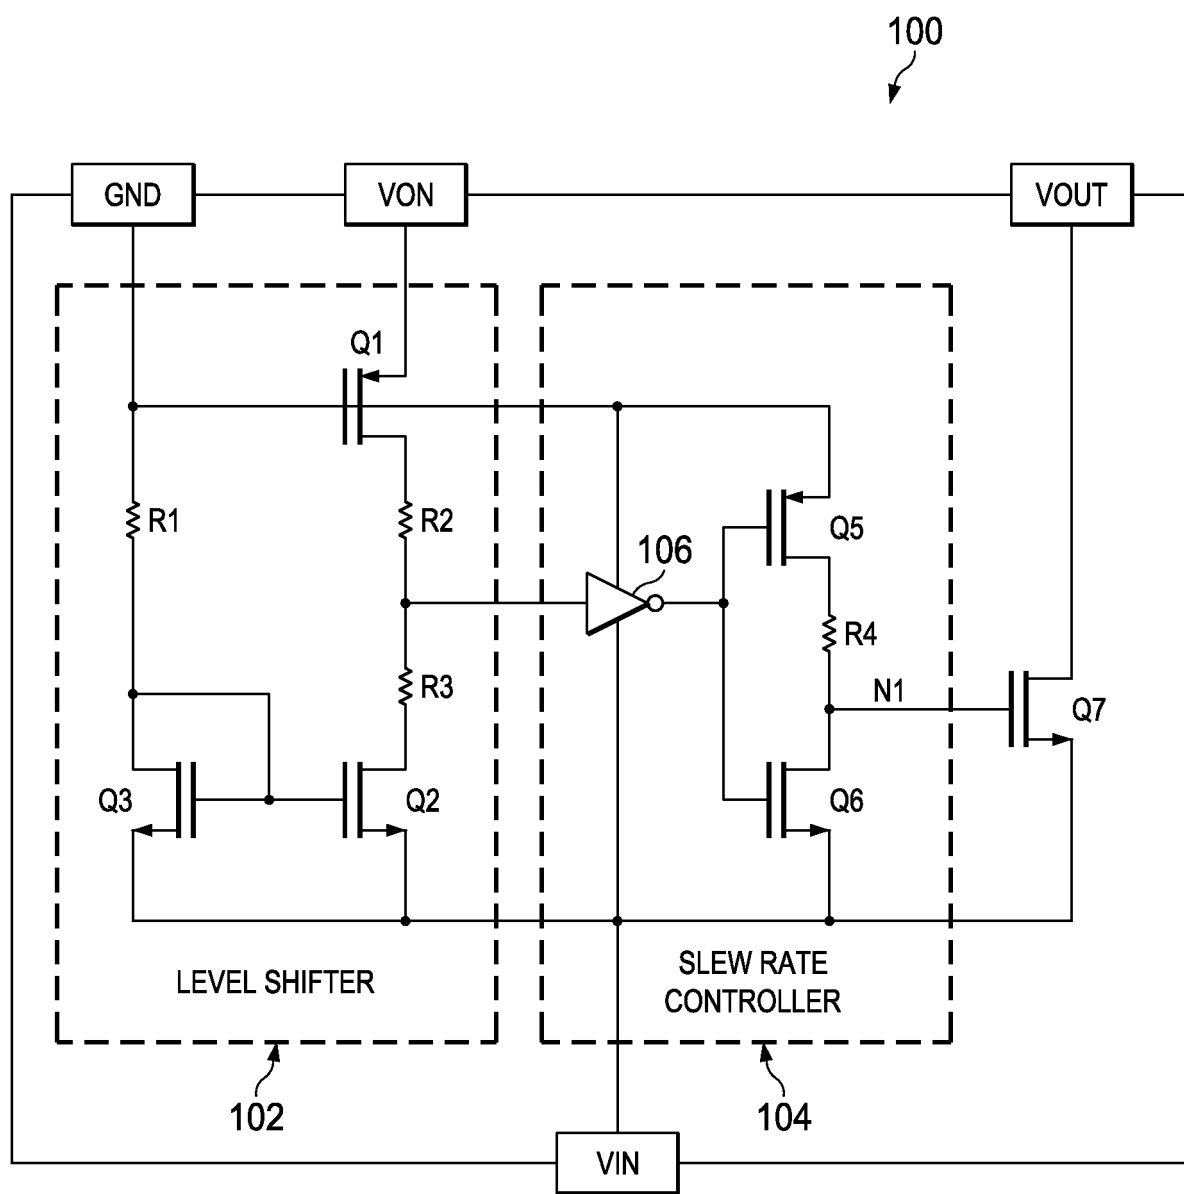 100
GND
VON
VOUT
Q1
R1
R2
106
Q5
R4
R3
N1
Q7
Q3
Q2
Q6
LEVEL SHIFTER
SLEW RATE
CONTROLLER
102
104
VIN